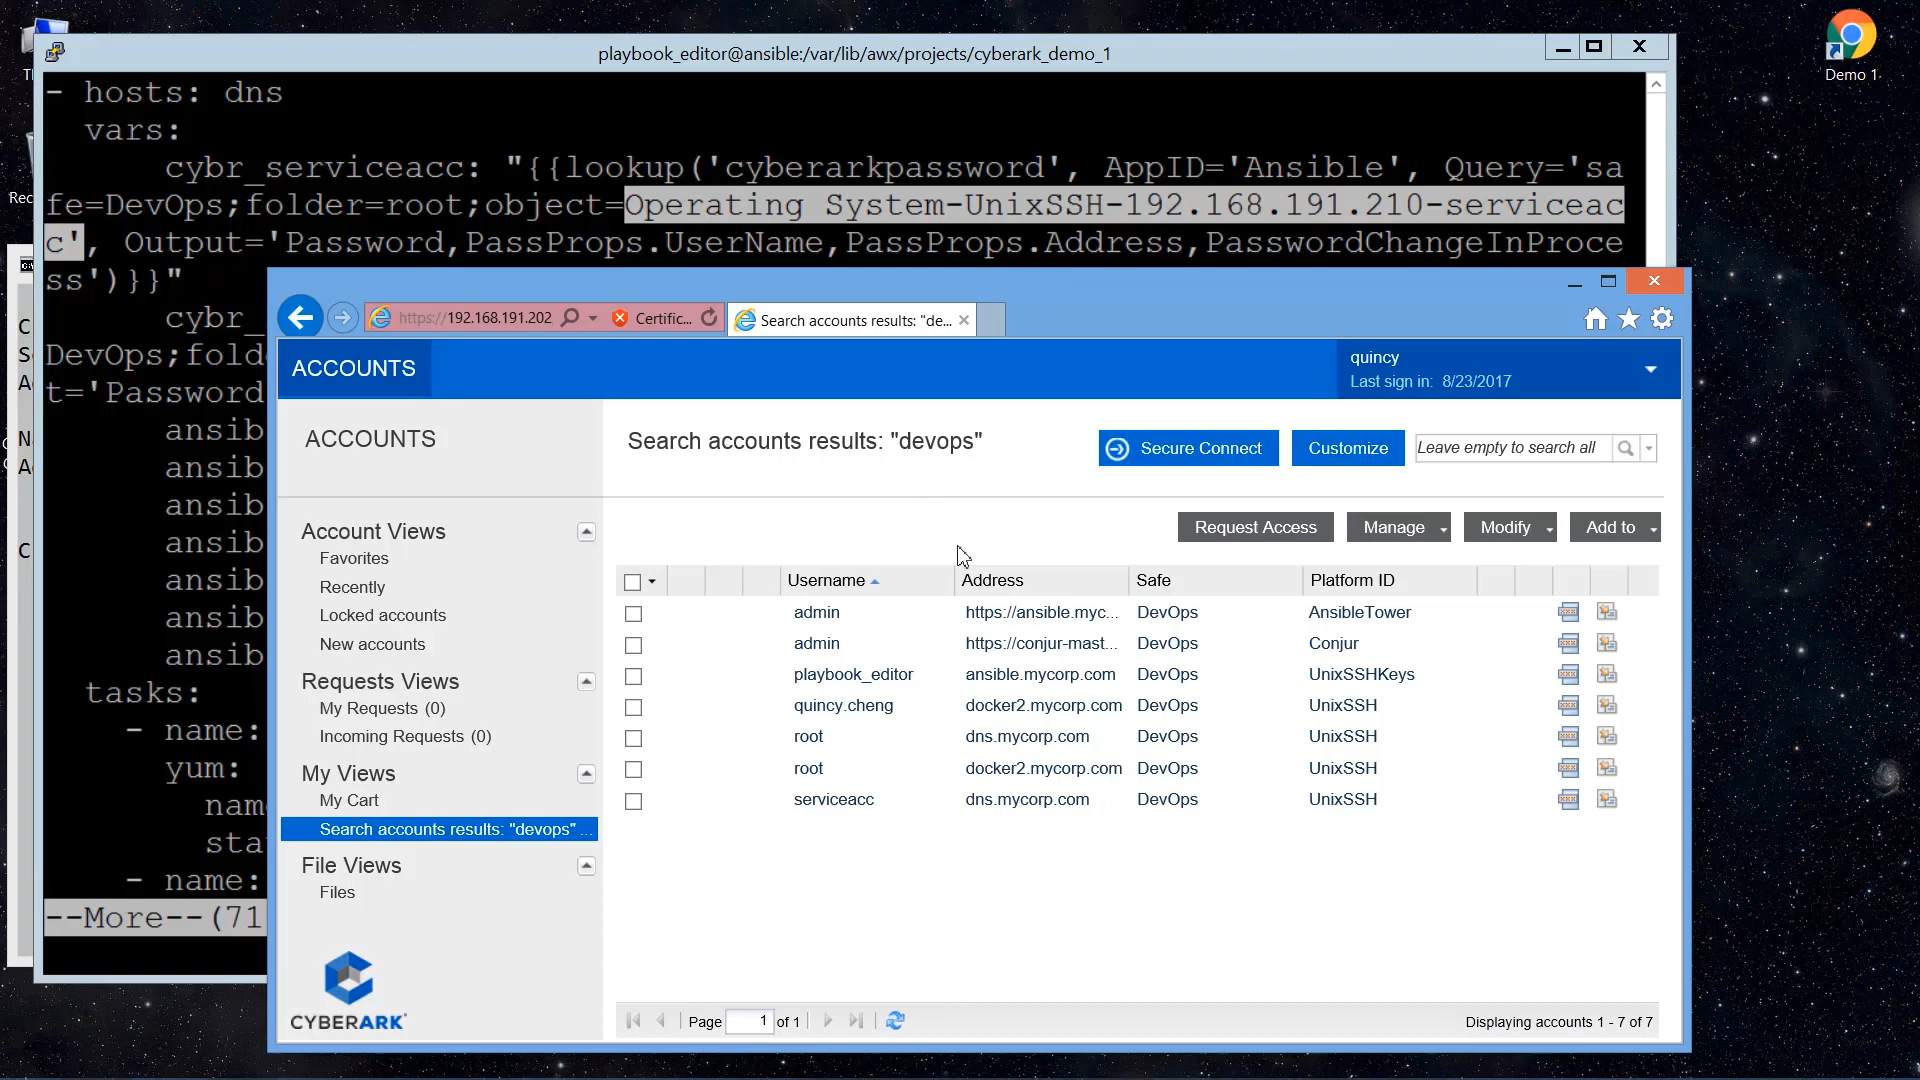 playbook_editor@ansible:/var/lib/awx/projects/cyberark_demo_1
Demo 1
- hosts: dns
vars:
cybr_serviceacc: "{{lookup('cyberarkpassword', AppID='Ansible', Query='sa
fe=DevOps;folder=root;object=Operating System-UnixSSH-192.168.191.210-serviceac
c', Output='Password,PassProps.UserName,PassProps.Address,PasswordChangeInProce
ss')}}"
cybr_
DevOps;fold
t='Password
ansib
ansib
ansib
ansib
ansib
ansib
ansib
tasks:
- name:
yum:
name
sta
- name:
--More--(71
https://192.168.191.202
Certific...
Search accounts results: "de...
ACCOUNTS
quincy
Last sign in: 8/23/2017
ACCOUNTS
Search accounts results: "devops"
Secure Connect
Customize
Leave empty to search all
Request Access
Manage
Modify
Add to
Account Views
Favorites
Recently
Locked accounts
New accounts
Requests Views
My Requests (0)
Incoming Requests (0)
My Views
My Cart
Search accounts results: "devops" ...
File Views
Files
CYBERARK
Username Address Safe Platform ID
admin https://ansible.myc... DevOps AnsibleTower
admin https://conjur-mast... DevOps Conjur
playbook_editor ansible.mycorp.com DevOps UnixSSHKeys
quincy.cheng docker2.mycorp.com DevOps UnixSSH
root dns.mycorp.com DevOps UnixSSH
root docker2.mycorp.com DevOps UnixSSH
serviceacc dns.mycorp.com DevOps UnixSSH
Page 1 of 1
Displaying accounts 1 - 7 of 7